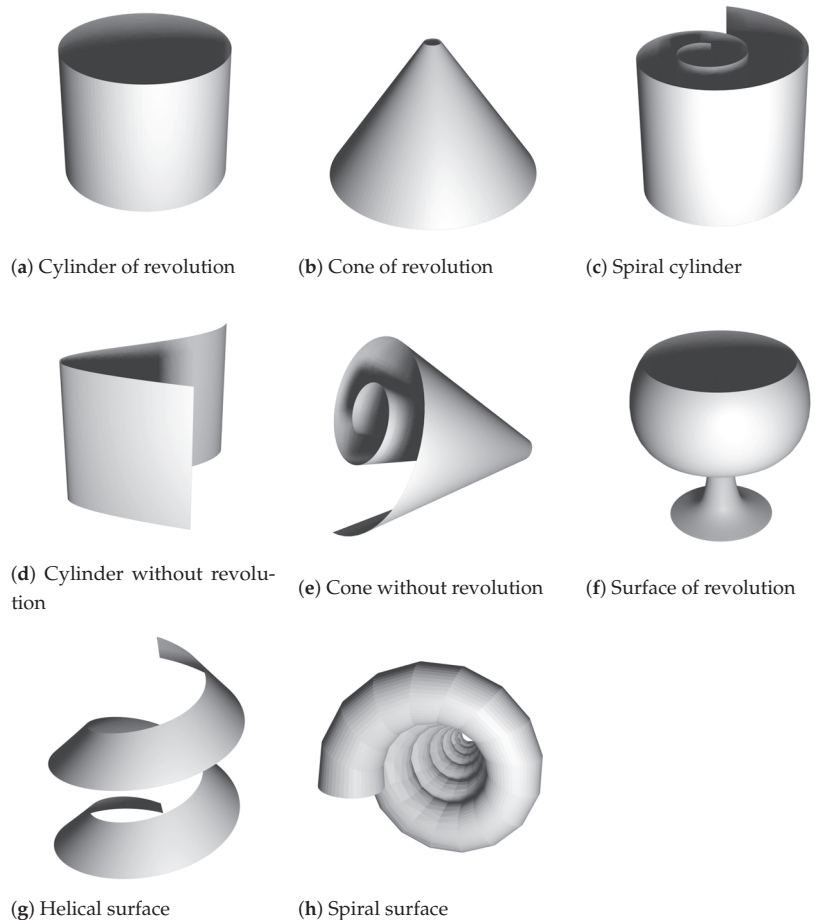 (a) Cylinder of revolution
(b) Cone of revolution
(c) Spiral cylinder
(d) Cylinder without revolu-
tion
(e) Cone without revolution
(f) Surface of revolution
(g) Helical surface
(h) Spiral surface